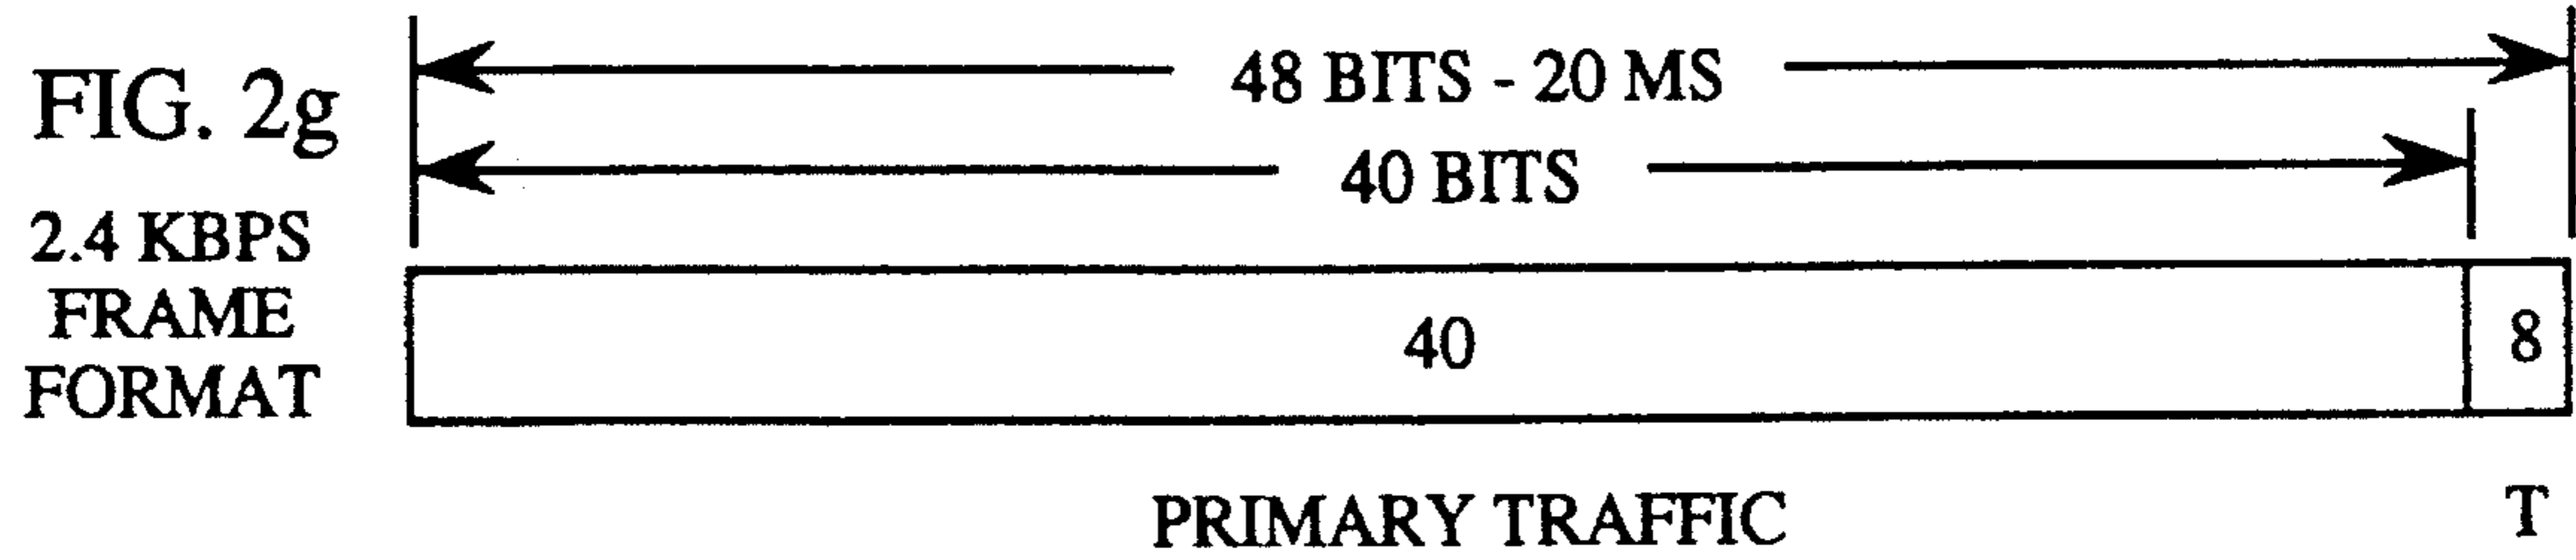 FIG. 2g
48 BITS - 20 MS
40 BITS
2.4 KBPS
FRAME
FORMAT
40
8
PRIMARY TRAFFIC
T